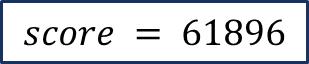 score = 61896